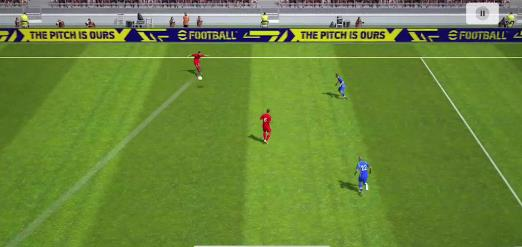 THE PITCH IS OURS eFOOTBALL THE PITCH IS OURS eFOOTBALL